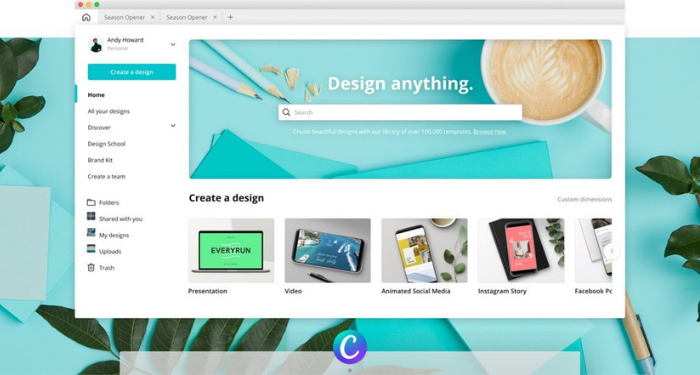 Season Opener
Season Opener
Andy Howard
Personal
Create a design
Home
All your designs
Discover
Design School
Brand Kit
Create a team
Folders
Shared with you
My designs
Uploads
Trash
Design anything.
Search
Create beautiful designs with our library of over 100,000 templates. Browse now.
Create a design
Custom dimensions
EVERYRUN
Presentation
Video
Animated Social Media
Instagram Story
Facebook Po
C